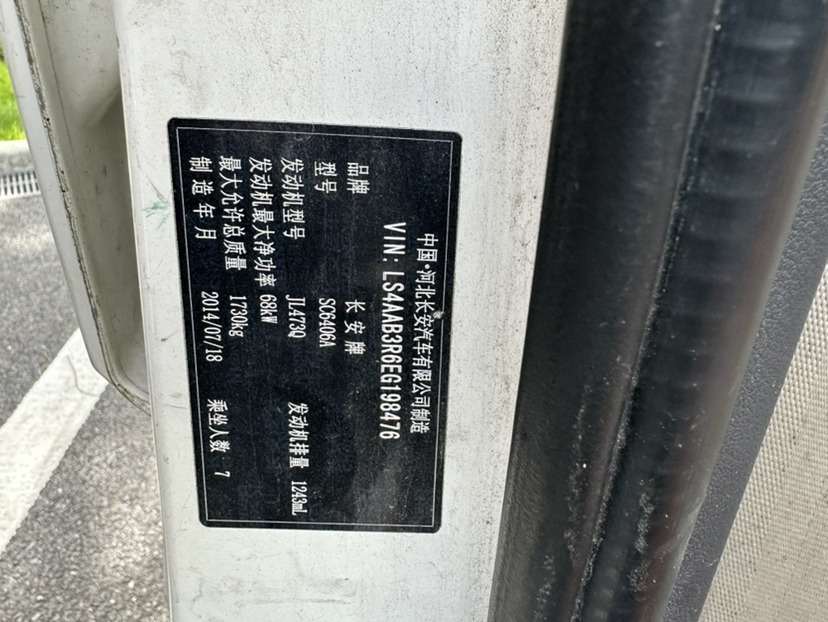 中国·河北长安汽车有限公司制造
VIN: LS4AAB3R6EG198476
品牌 长安牌
型号 SC6406A
发动机型号 JL473Q 发动机排量 1243mL
发动机最大净功率 68kW
最大允许总质量 1730kg
制造年月 2014/07/18 乘坐人数 7